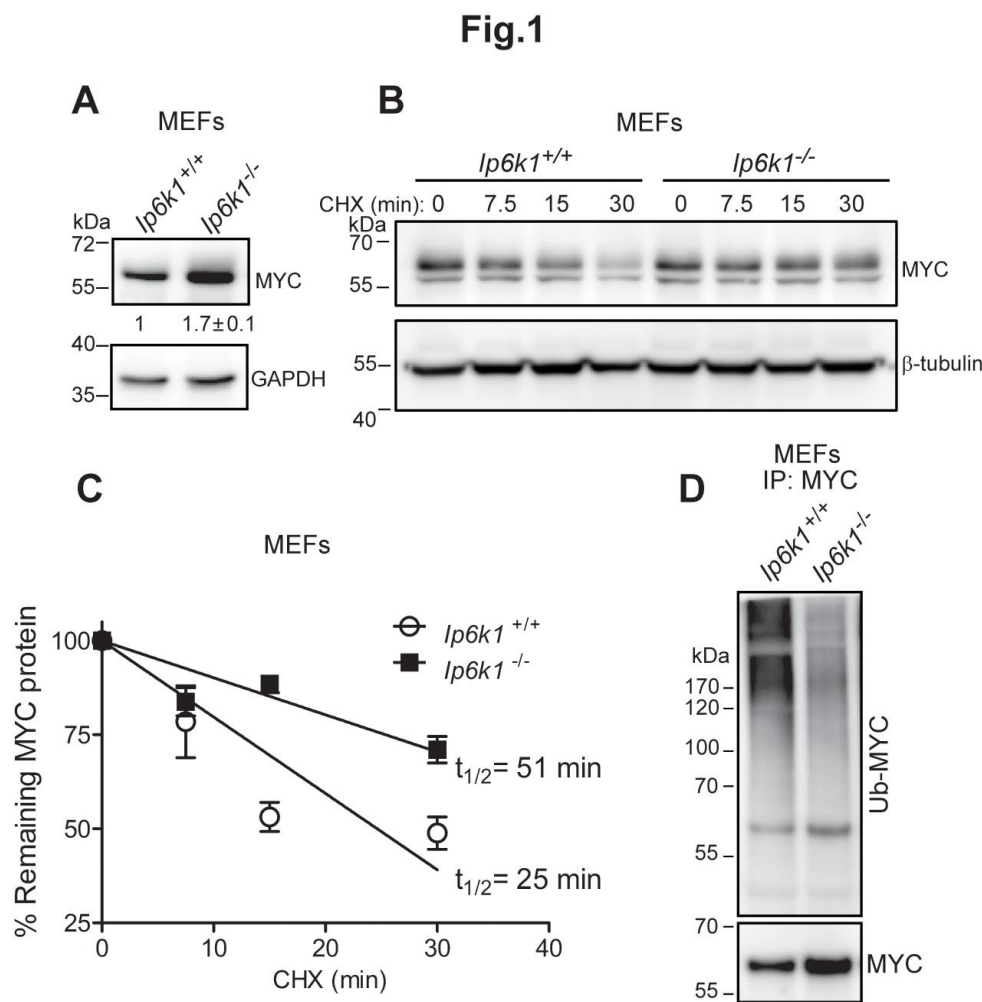 Fig.1
A
MEFs
Ip6k1+/+ Ip6k1-/-
kDa
72
55
MYC
1 1.7±0.1
40
35
GAPDH
B
MEFs
Ip6k1+/+ Ip6k1-/-
CHX (min): 0 7.5 15 30 0 7.5 15 30
kDa
70
55
MYC
55
40
β-tubulin
C
MEFs
% Remaining MYC protein
100
75
50
25
Ip6k1 +/+
Ip6k1 -/-
t1/2= 51 min
t1/2= 25 min
0 10 20 30 40
CHX (min)
D
MEFs
IP: MYC
Ip6k1+/+ Ip6k1-/-
kDa
170
120
100
70
55
Ub-MYC
70
55
MYC